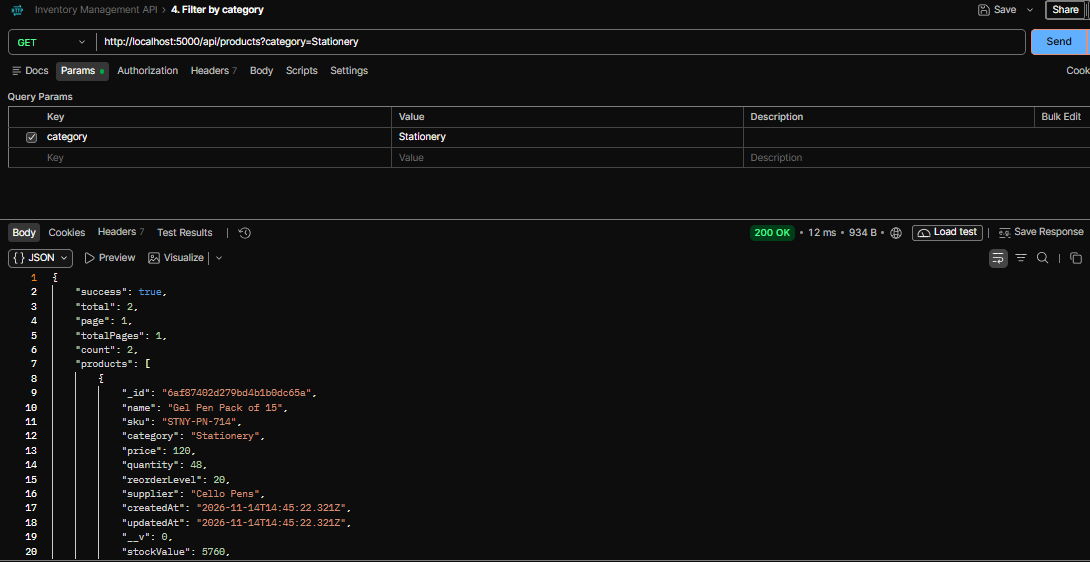 HTTP Inventory Management API > 4. Filter by category Save Share
GET http://localhost:5000/api/products?category=Stationery Send
Docs Params Authorization Headers 7 Body Scripts Settings Cook
Query Params
Key Value Description Bulk Edit
category Stationery
Key Value Description
Body Cookies Headers 7 Test Results | 200 OK • 12 ms • 934 B • Load test | Save Response
{} JSON Preview Visualize |
1 {
2 "success": true,
3 "total": 2,
4 "page": 1,
5 "totalPages": 1,
6 "count": 2,
7 "products": [
8 {
9 "_id": "6af87402d279bd4b1b0dc65a",
10 "name": "Gel Pen Pack of 15",
11 "sku": "STNY-PN-714",
12 "category": "Stationery",
13 "price": 120,
14 "quantity": 48,
15 "reorderLevel": 20,
16 "supplier": "Cello Pens",
17 "createdAt": "2026-11-14T14:45:22.321Z",
18 "updatedAt": "2026-11-14T14:45:22.321Z",
19 "__v": 0,
20 "stockValue": 5760,